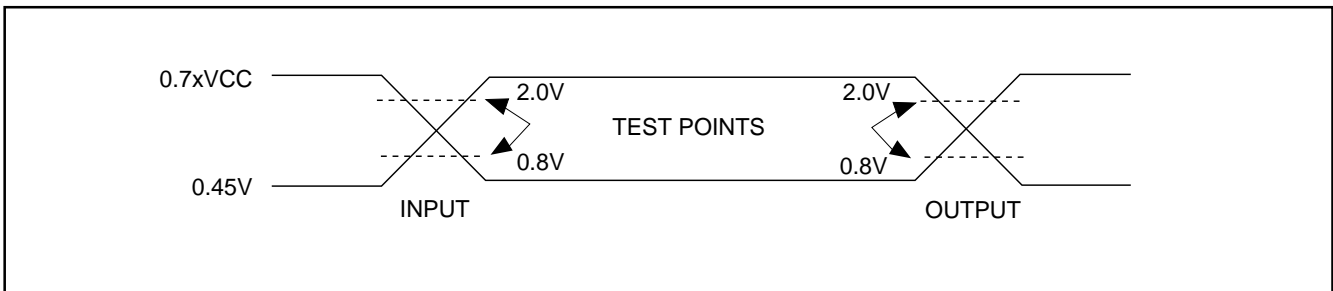 0.7xVCC
2.0V
2.0V
TEST POINTS
0.8V
0.8V
0.45V
INPUT
OUTPUT